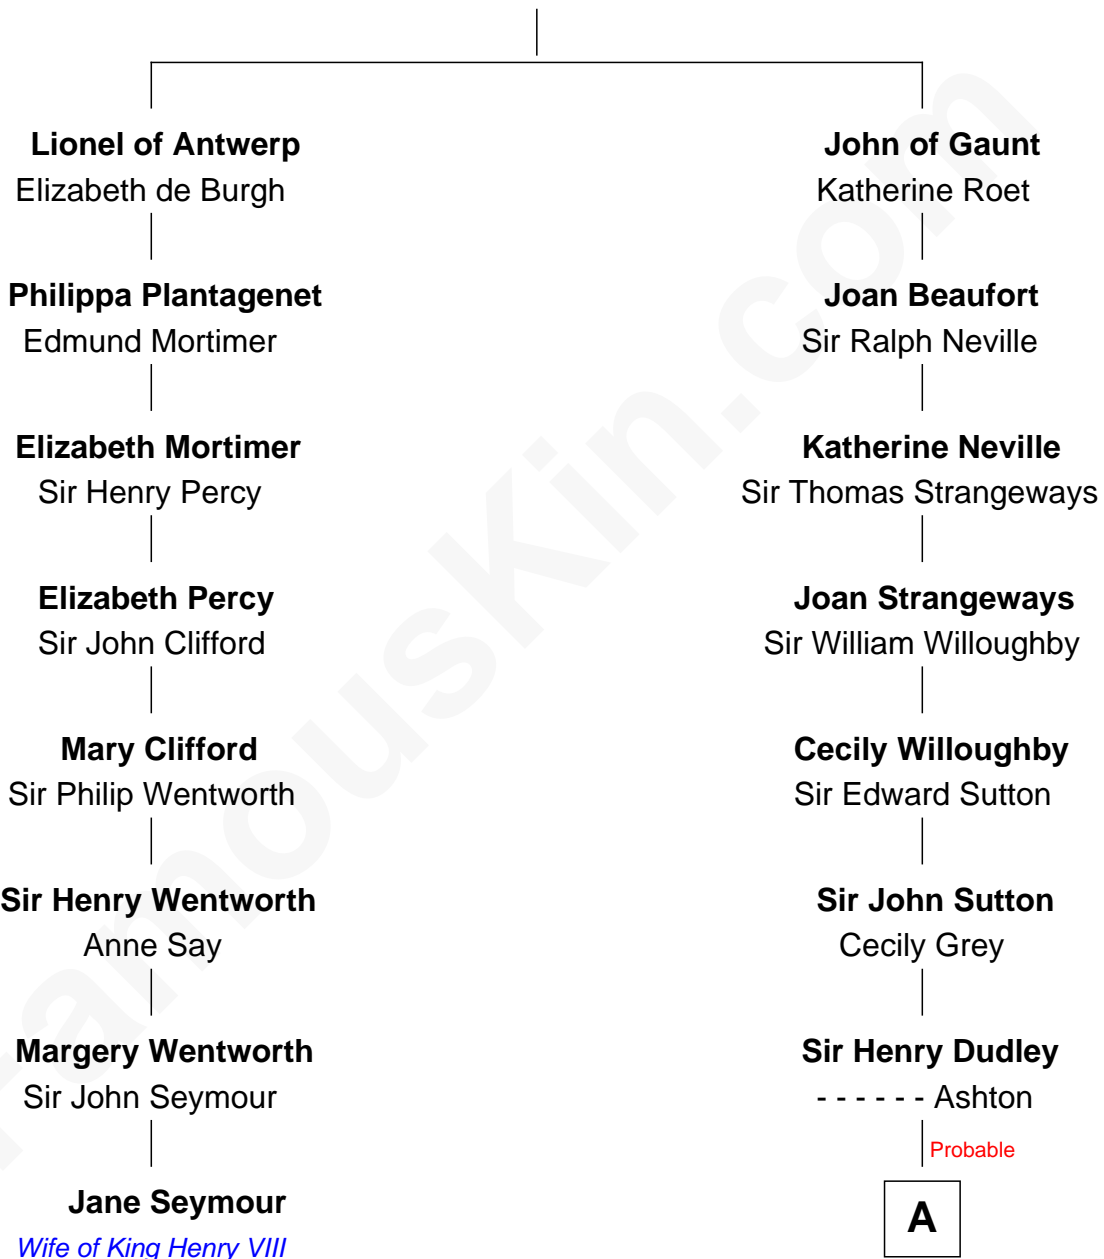 Lionel of Antwerp
Elizabeth de Burgh
Philippa Plantagenet
Edmund Mortimer
Elizabeth Mortimer
Sir Henry Percy
Elizabeth Percy
Sir John Clifford
Mary Clifford
Sir Philip Wentworth
Sir Henry Wentworth
Anne Say
Margery Wentworth
Sir John Seymour
Jane Seymour
Wife of King Henry VIII
John of Gaunt
Katherine Roet
Joan Beaufort
Sir Ralph Neville
Katherine Neville
Sir Thomas Strangeways
Joan Strangeways
Sir William Willoughby
Cecily Willoughby
Sir Edward Sutton
Sir John Sutton
Cecily Grey
Sir Henry Dudley
- - - - - - Ashton
Probable
A
FamousKin.com